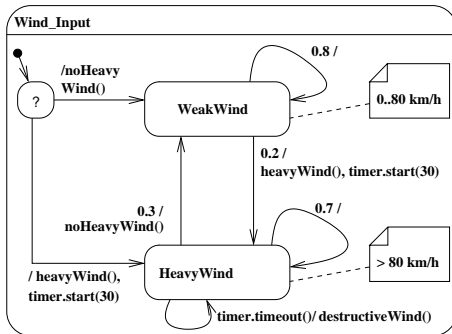 Wind_Input
/noHeavy
Wind()
0.8 /
?
WeakWind
0..80 km/h
0.2 /
heavyWind(), timer.start(30)
0.3 /
noHeavyWind()
0.7 /
/ heavyWind(),
timer.start(30)
HeavyWind
> 80 km/h
timer.timeout()/ destructiveWind()